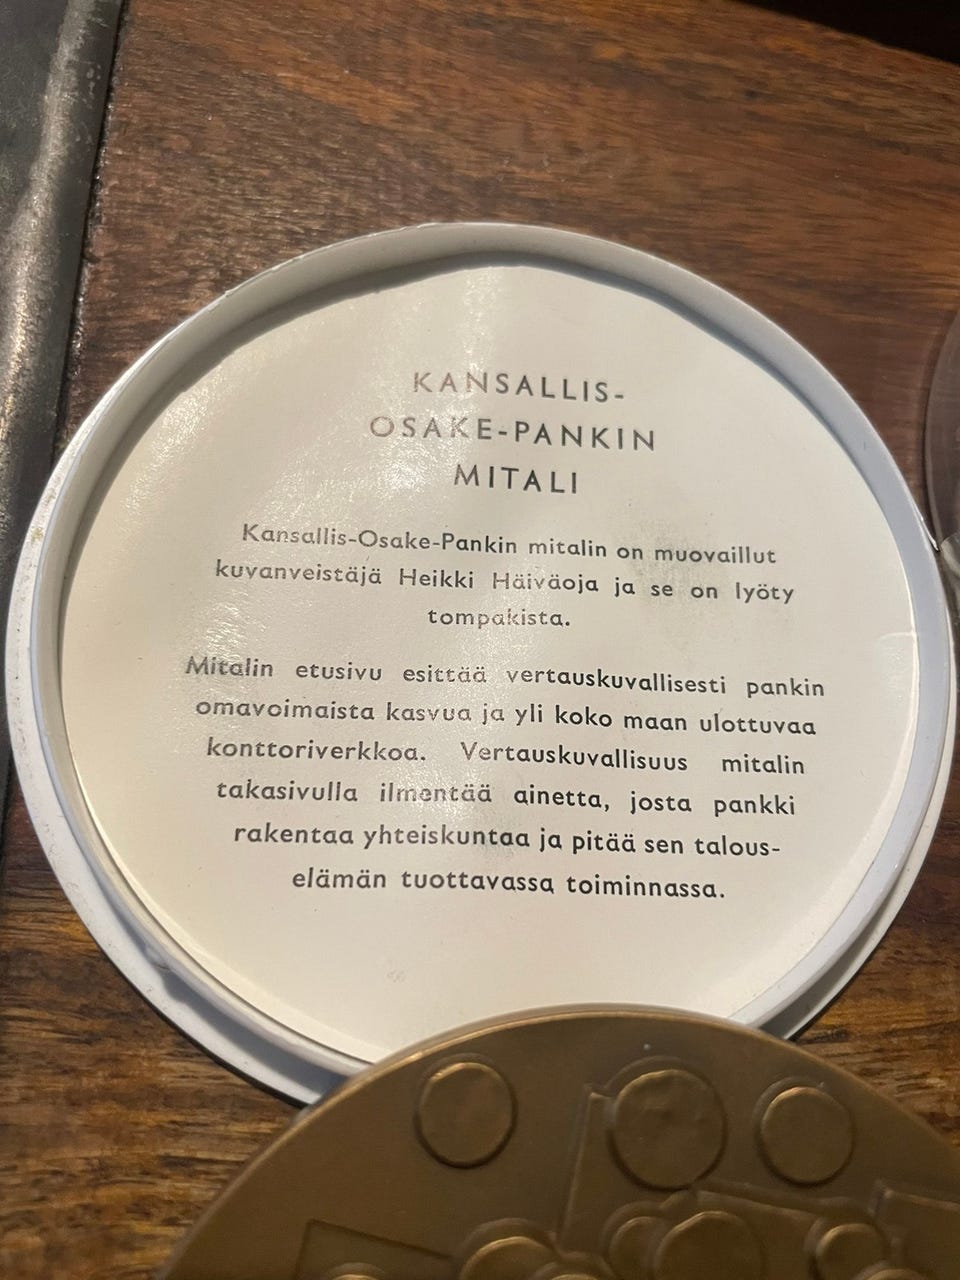 KANSALLIS-
OSAKE-PANKIN
MITALI
Kansallis-Osake-Pankin mitalin on muovaillut
kuvanveistäjä Heikki Häiväoja ja se on lyöty
tompakista.
Mitalin etusivu esittää vertauskuvallisesti pankin
omavoimaista kasvua ja yli koko maan ulottuvaa
konttoriverkkoa. Vertauskuvallisuus mitalin
takasivulla ilmentää ainetta, josta pankki
rakentaa yhteiskuntaa ja pitää sen talous-
elämän tuottavassa toiminnassa.